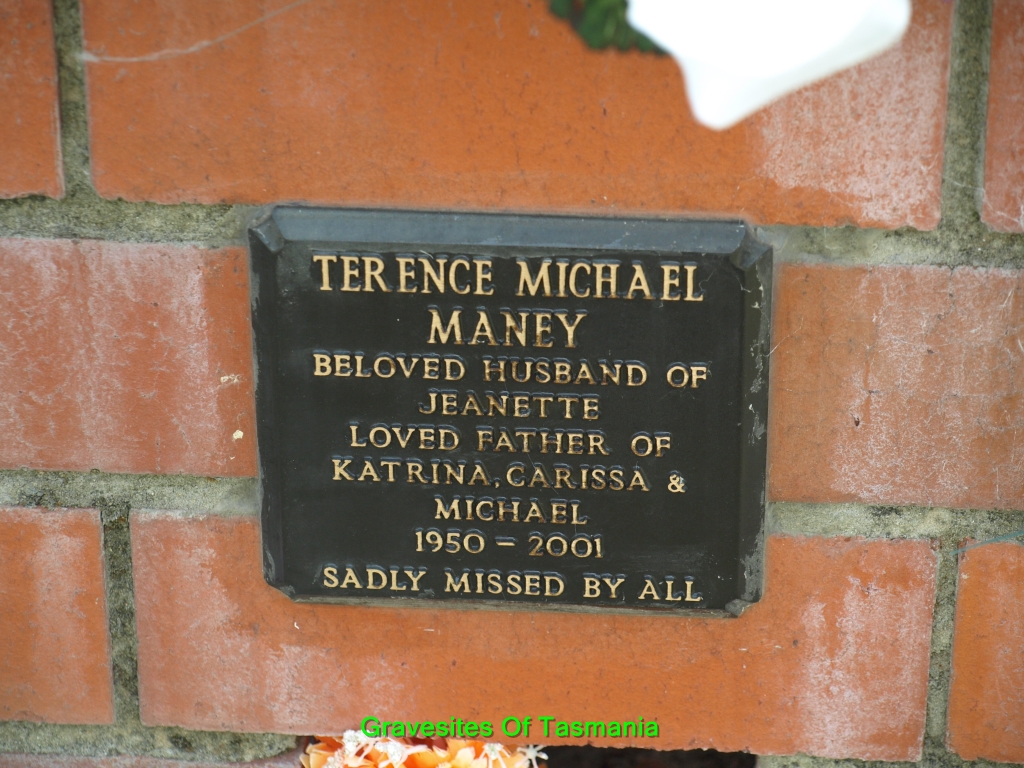 TERENCE MICHAEL
MANEY
BELOVED HUSBAND OF
JEANETTE
LOVED FATHER OF
KATRINA, CARISSA &
MICHAEL
1950 - 2001
SADLY MISSED BY ALL
Gravesites Of Tasmania